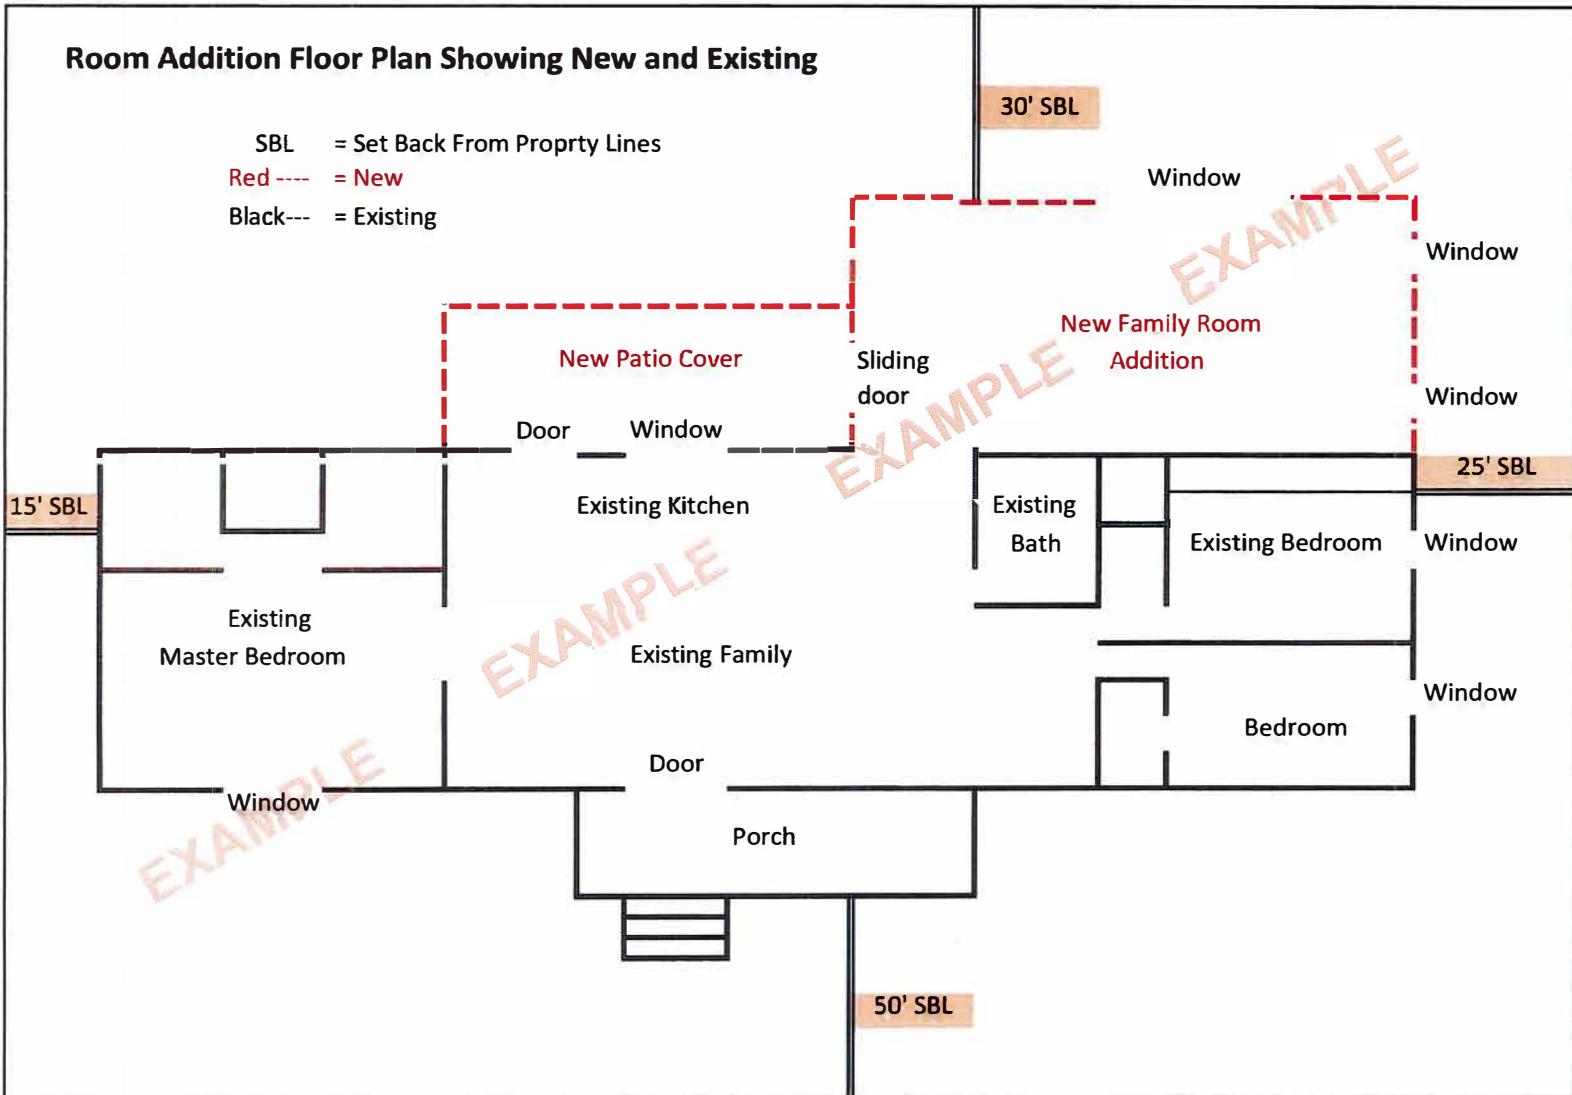 Room Addition Floor Plan Showing New and Existing
30' SBL
SBL = Set Back From Proprty Lines
Red ---- = New
Black--- = Existing
Window
EXAMPLE
Window
New Family Room
Addition
New Patio Cover
Sliding
door
EXAMPLE
Window
Door
Window
25' SBL
15' SBL
Existing Kitchen
Existing
Bath
Existing Bedroom
Window
EXAMPLE
Existing
Master Bedroom
Existing Family
Window
Bedroom
Door
EXAMPLE
Window
Porch
50' SBL